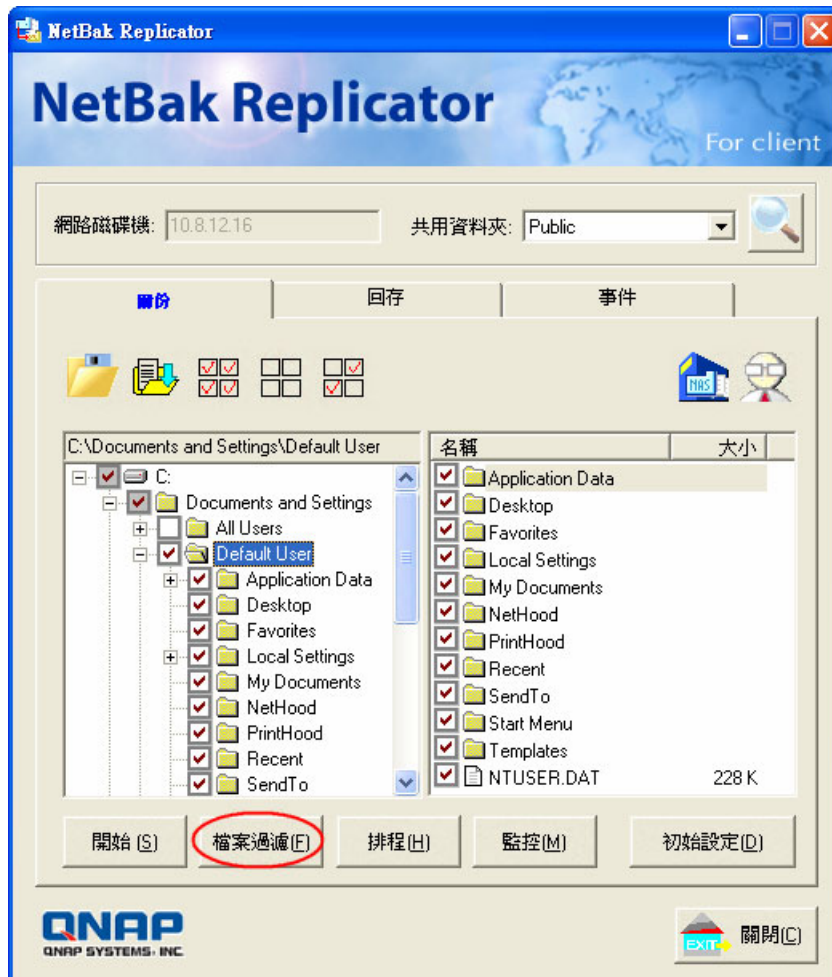 NetBak Replicator
NetBak Replicator
For client
網路磁碟機: 10.8.12.16 共用資料夾: Public
備份 回存 事件
NAS
C:\Documents and Settings\Default User
C:
Documents and Settings
All Users
Default User
Application Data
Desktop
Favorites
Local Settings
My Documents
NetHood
PrintHood
Recent
SendTo
名稱 大小
Application Data
Desktop
Favorites
Local Settings
My Documents
NetHood
PrintHood
Recent
SendTo
Start Menu
Templates
NTUSER.DAT 228 K
開始 (S) 檔案過濾(F) 排程(H) 監控(M) 初始設定(D)
QNAP
QNAP SYSTEMS, INC.
EXIT 關閉(C)